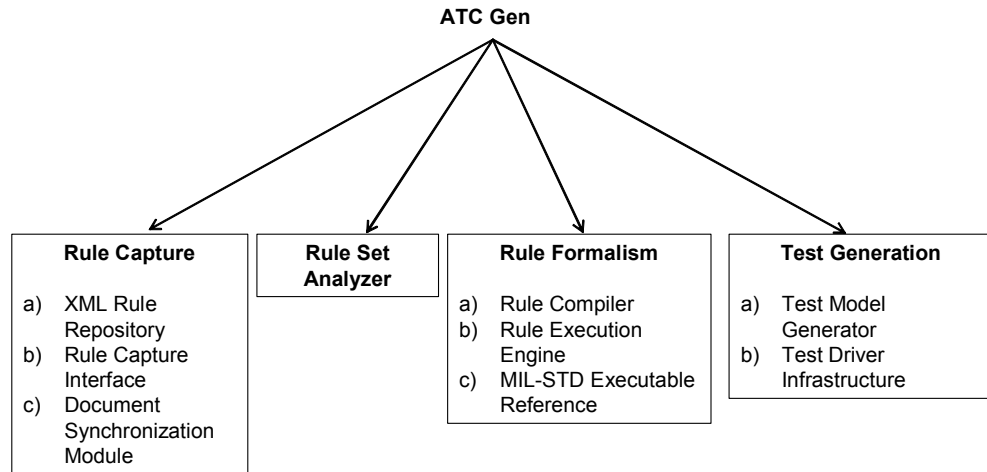 ATC Gen
Rule Capture
a) XML Rule
Repository
b) Rule Capture
Interface
c) Document
Synchronization
Module
Rule Set
Analyzer
Rule Formalism
a) Rule Compiler
b) Rule Execution
Engine
c) MIL-STD Executable
Reference
Test Generation
a) Test Model
Generator
b) Test Driver
Infrastructure